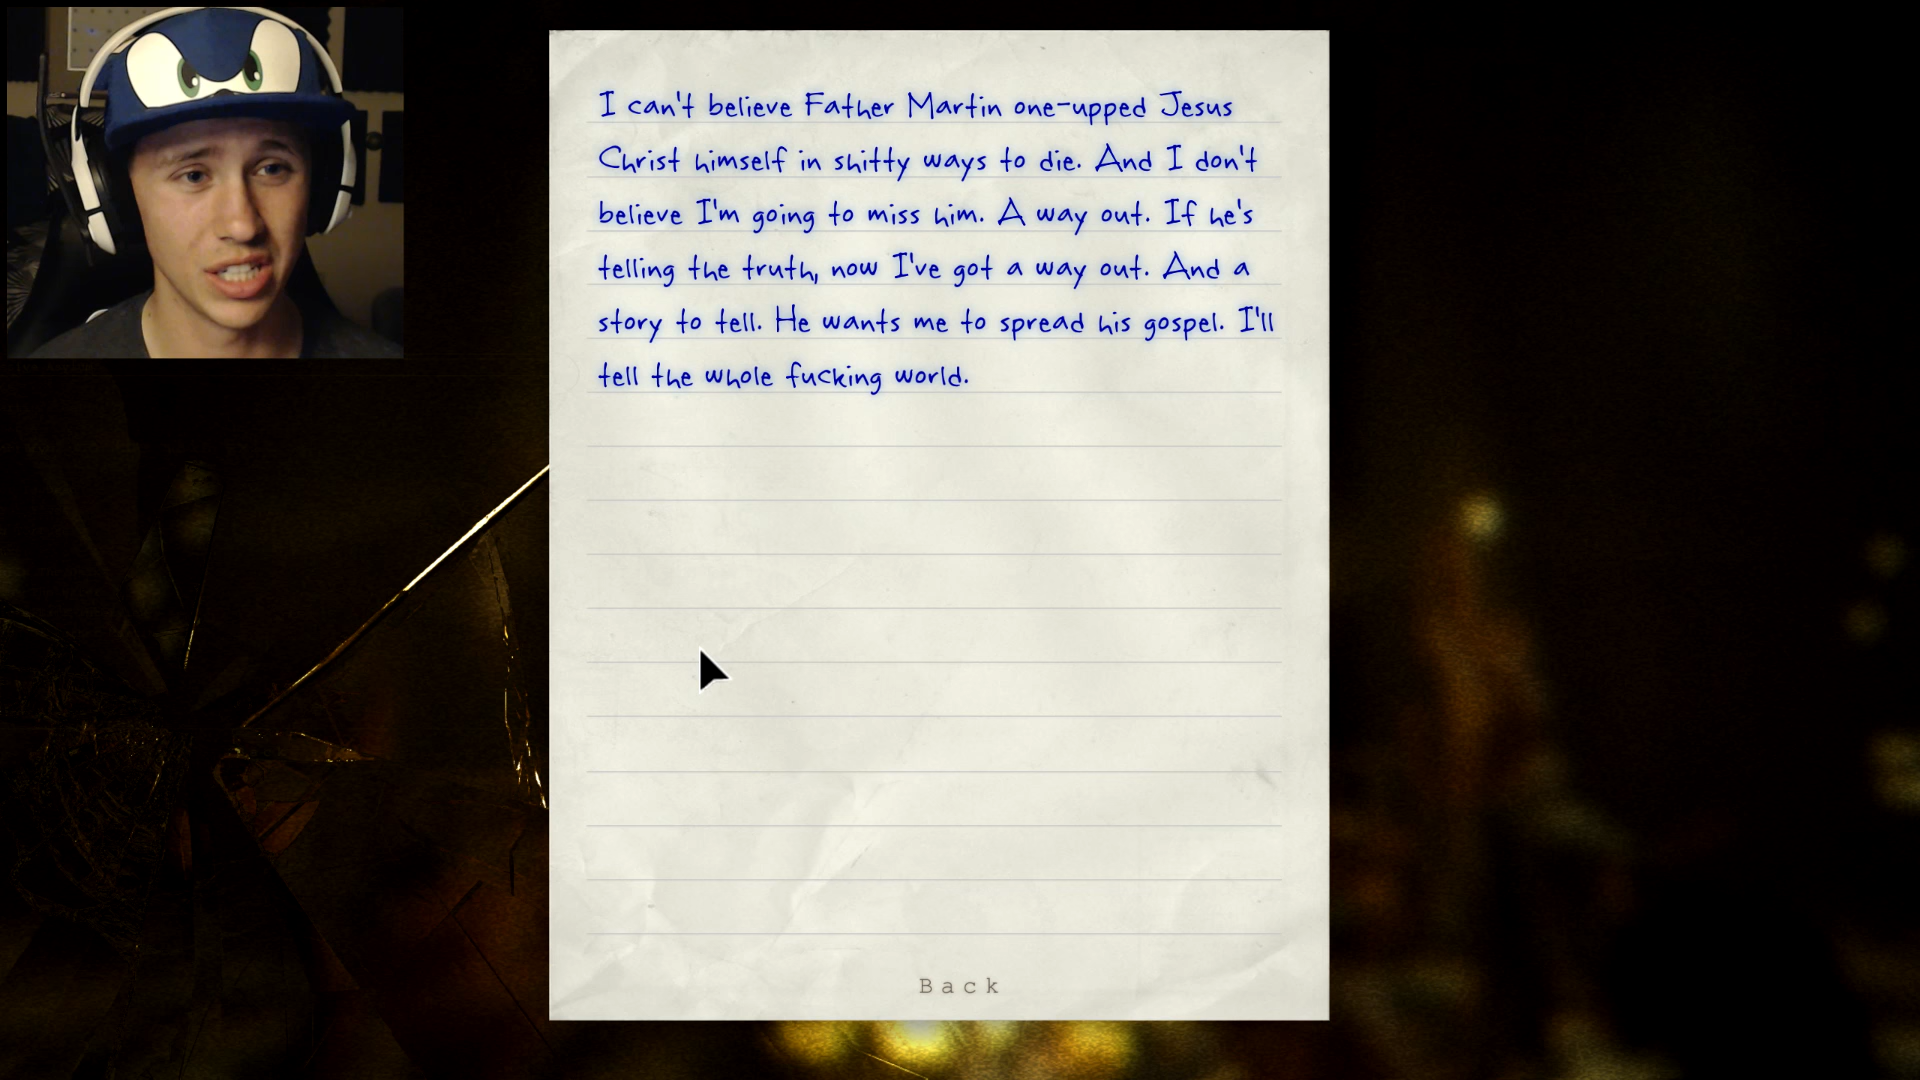 I can't believe Father Martin one-upped Jesus
Christ himself in shitty ways to die. And I don't
believe I'm going to miss him. A way out. If he's
telling the truth, now I've got a way out. And a
story to tell. He wants me to spread his gospel. I'll
tell the whole fucking world.
Back